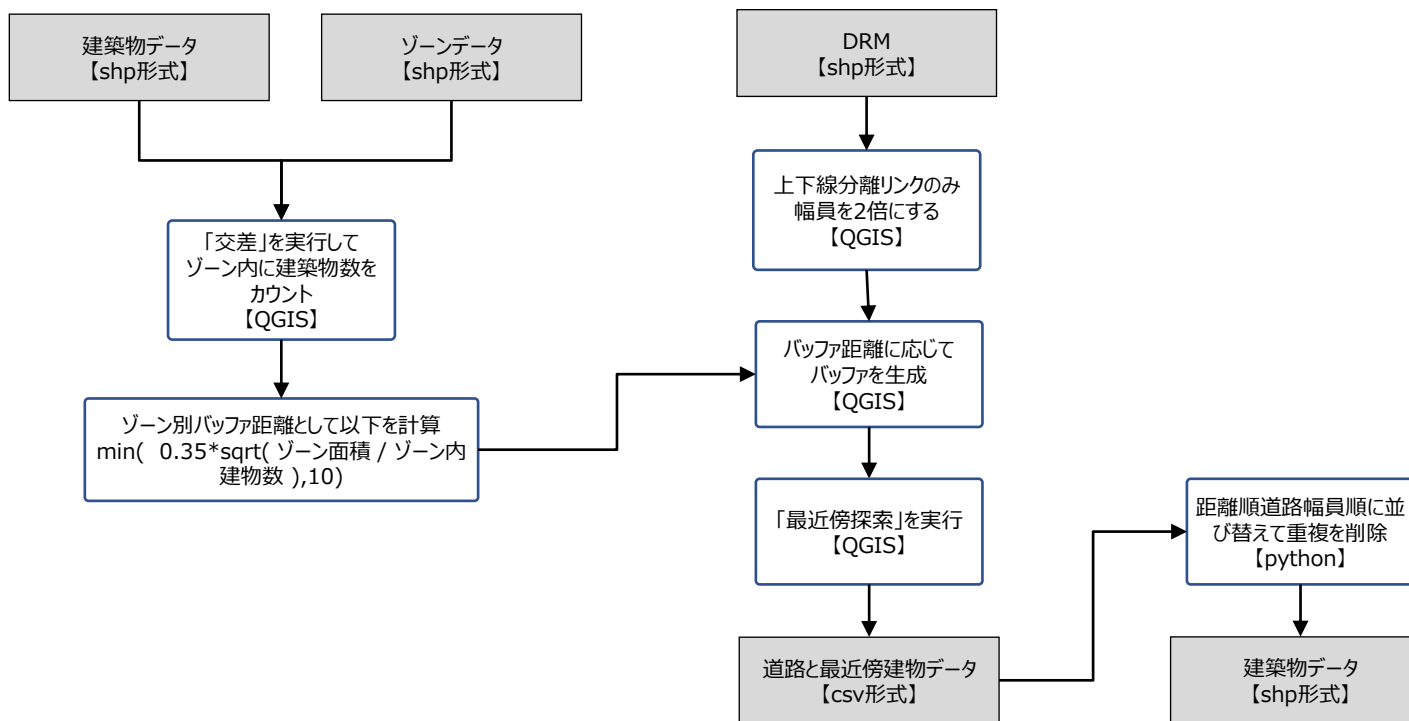 建築物データ
【shp形式】
ゾーンデータ
【shp形式】
DRM
【shp形式】
上下線分離リンクのみ
幅員を2倍にする
【QGIS】
「交差」を実行して
ゾーン内に建築物数を
カウント
【QGIS】
バッファ距離に応じて
バッファを生成
【QGIS】
ゾーン別バッファ距離として以下を計算
min( 0.35*sqrt( ゾーン面積 / ゾーン内
建物数 ),10)
「最近傍探索」を実行
【QGIS】
距離順道路幅員順に並
び替えて重複を削除
【python】
道路と最近傍建物データ
【csv形式】
建築物データ
【shp形式】